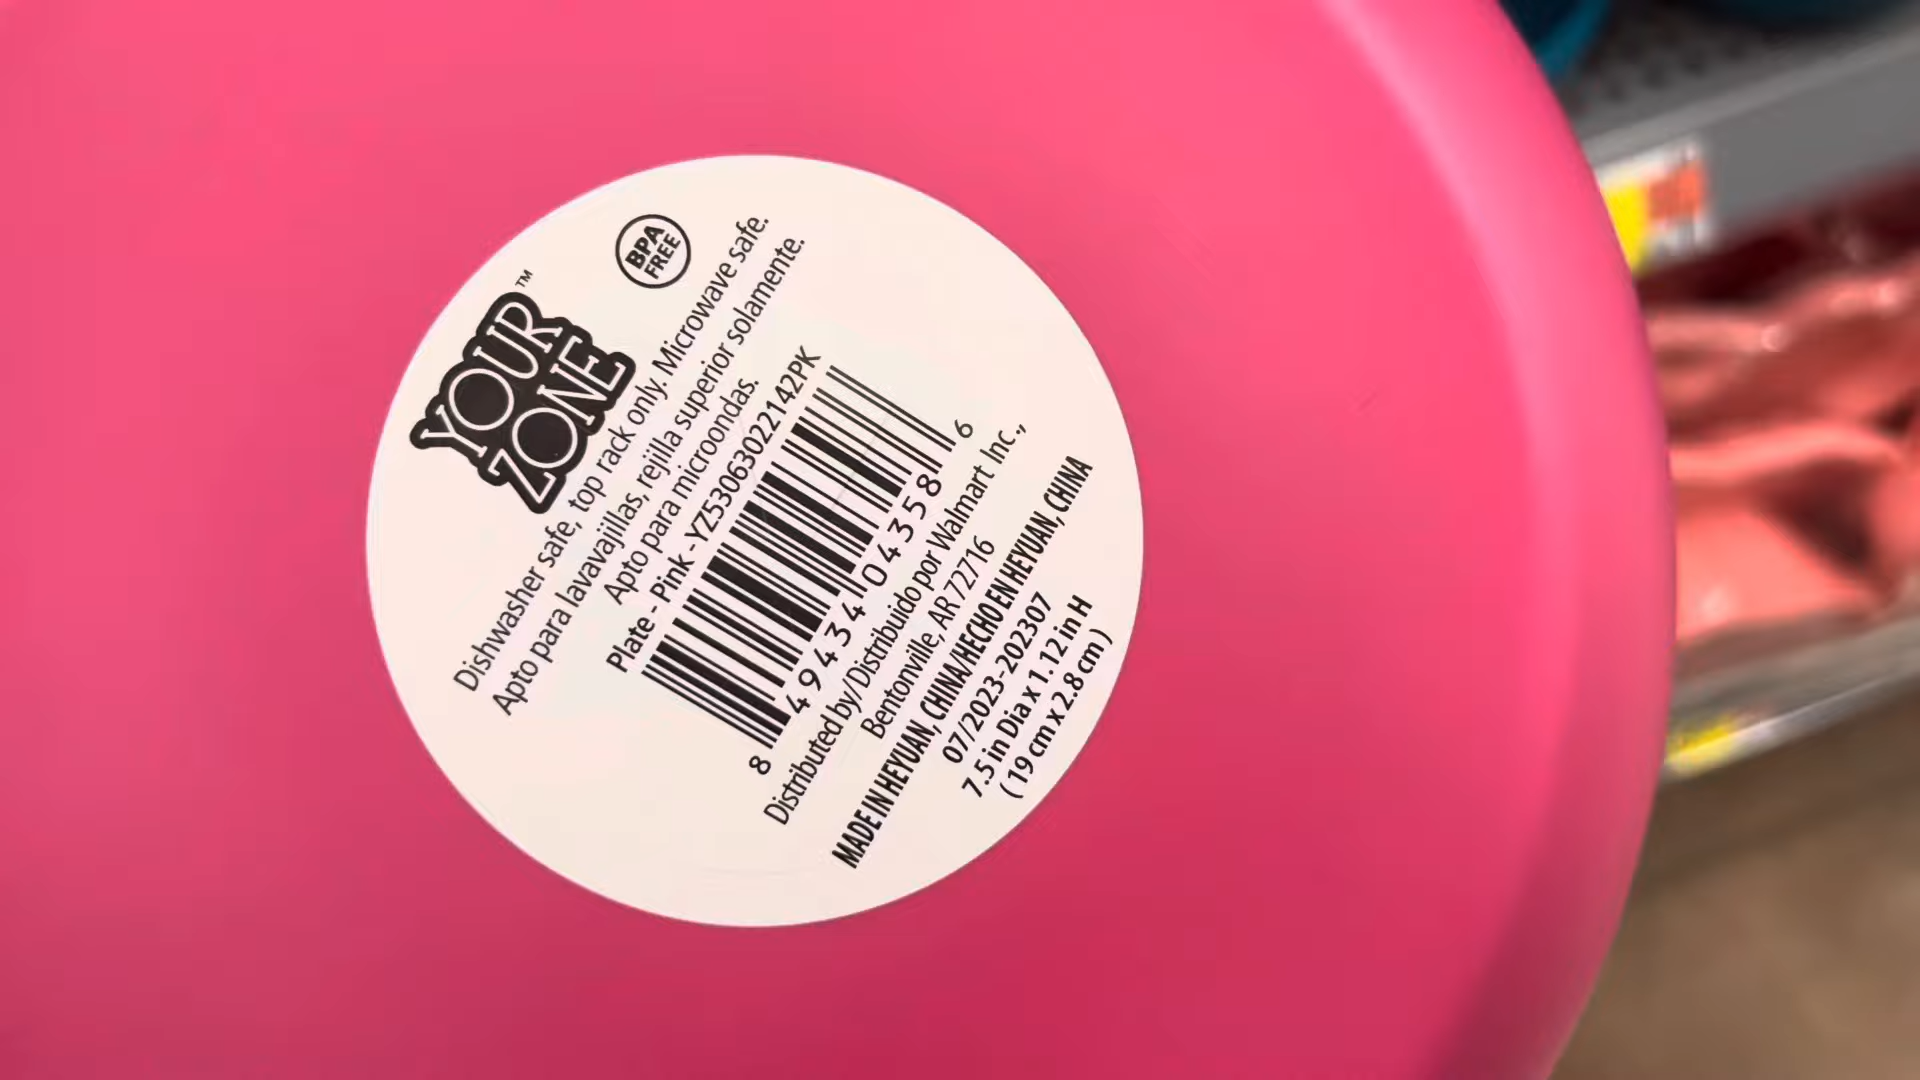 YOUR
ZONE™
BPA
FREE
Dishwasher safe, top rack only. Microwave safe.
Apto para lavavajillas, rejilla superior solamente.
Apto para microondas.
Plate - Pink -YZ53063022142PK
8 49434 04358 6
Distributed by/Distribuido por Walmart Inc.,
Bentonville, AR 72716
MADE IN HEYUAN, CHINA/HECHO EN HEYUAN, CHINA
07/2023-202307
7.5 in Dia x 1.12 in H
( 19 cm x 2.8 cm )